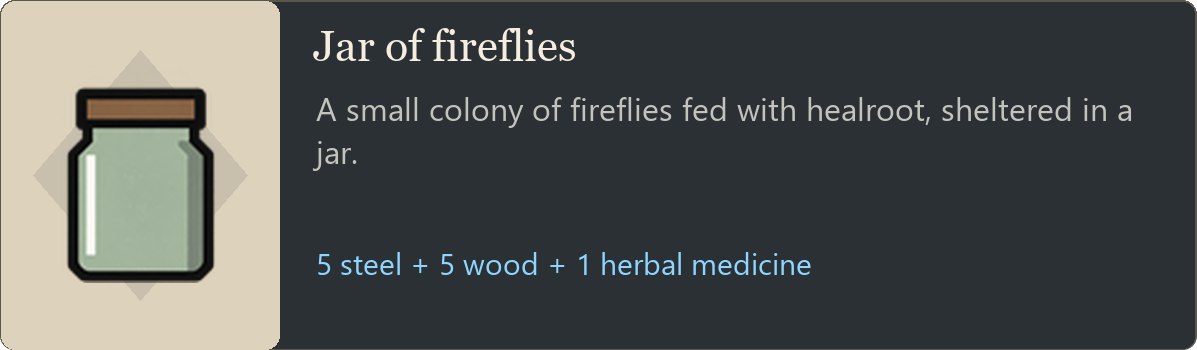 Jar of fireflies
A small colony of fireflies fed with healroot, sheltered in a
jar.
5 steel + 5 wood + 1 herbal medicine